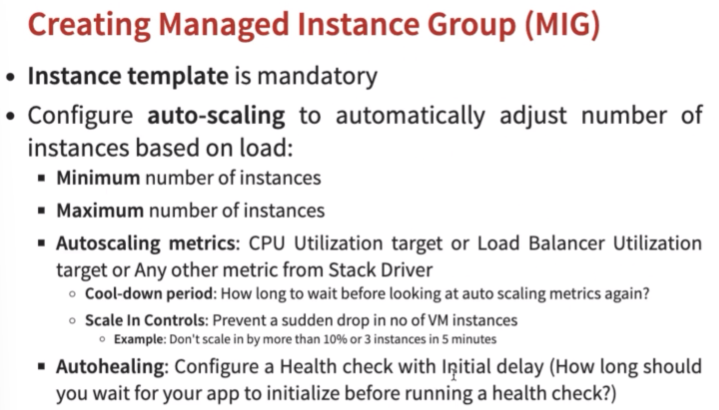 Creating Managed Instance Group (MIG)
• Instance template is mandatory
• Configure auto-scaling to automatically adjust number of
instances based on load:
▪ Minimum number of instances
▪ Maximum number of instances
▪ Autoscaling metrics: CPU Utilization target or Load Balancer Utilization
target or Any other metric from Stack Driver
◦ Cool-down period: How long to wait before looking at auto scaling metrics again?
◦ Scale In Controls: Prevent a sudden drop in no of VM instances
◦ Example: Don't scale in by more than 10% or 3 instances in 5 minutes
▪ Autohealing: Configure a Health check with Initial delay (How long should
you wait for your app to initialize before running a health check?)